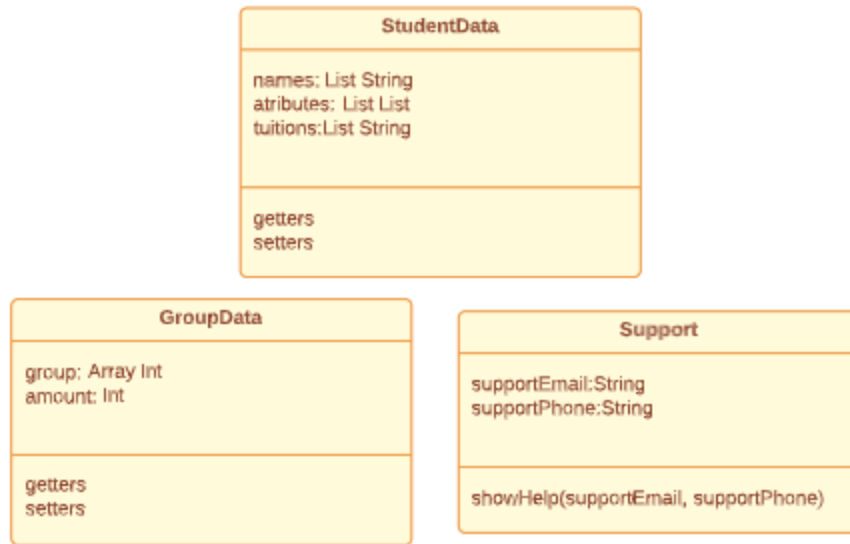 StudentData
names: List String
atributes: List List
tuitions:List String
getters
setters
GroupData
group: Array Int
amount: Int
getters
setters
Support
supportEmail:String
supportPhone:String
showHelp(supportEmail, supportPhone)